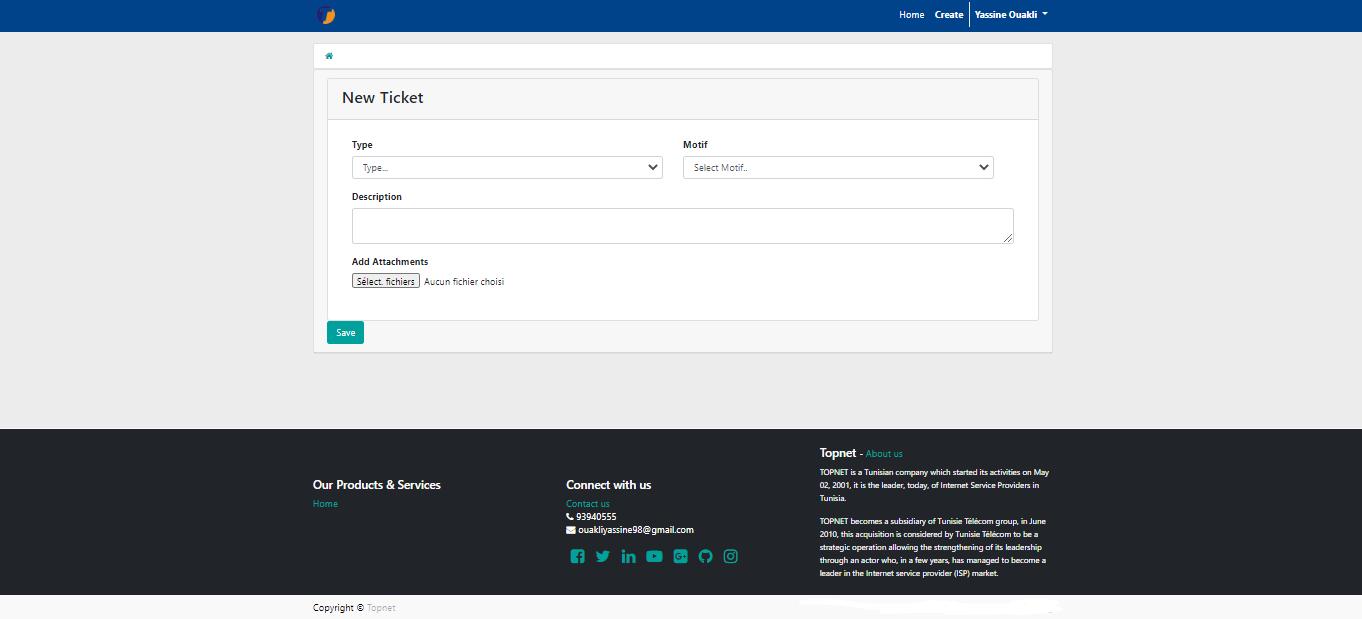 Home Create Yassine Ouakli
New Ticket
Type Motif
Type... Select Motif..
Description
Add Attachments
Sélect. fichiers Aucun fichier choisi
Save
Our Products & Services
Home
Connect with us
Contact us
93940555
ouakliyassine98@gmail.com
Topnet - About us
TOPNET is a Tunisian company which started its activities on May
02, 2001, it is the leader, today, of Internet Service Providers in
Tunisia.
TOPNET becomes a subsidiary of Tunisie Télécom group, in June
2010, this acquisition is considered by Tunisie Télécom to be a
strategic operation allowing the strengthening of its leadership
through an actor who, in a few years, has managed to become a
leader in the Internet service provider (ISP) market.
Copyright © Topnet